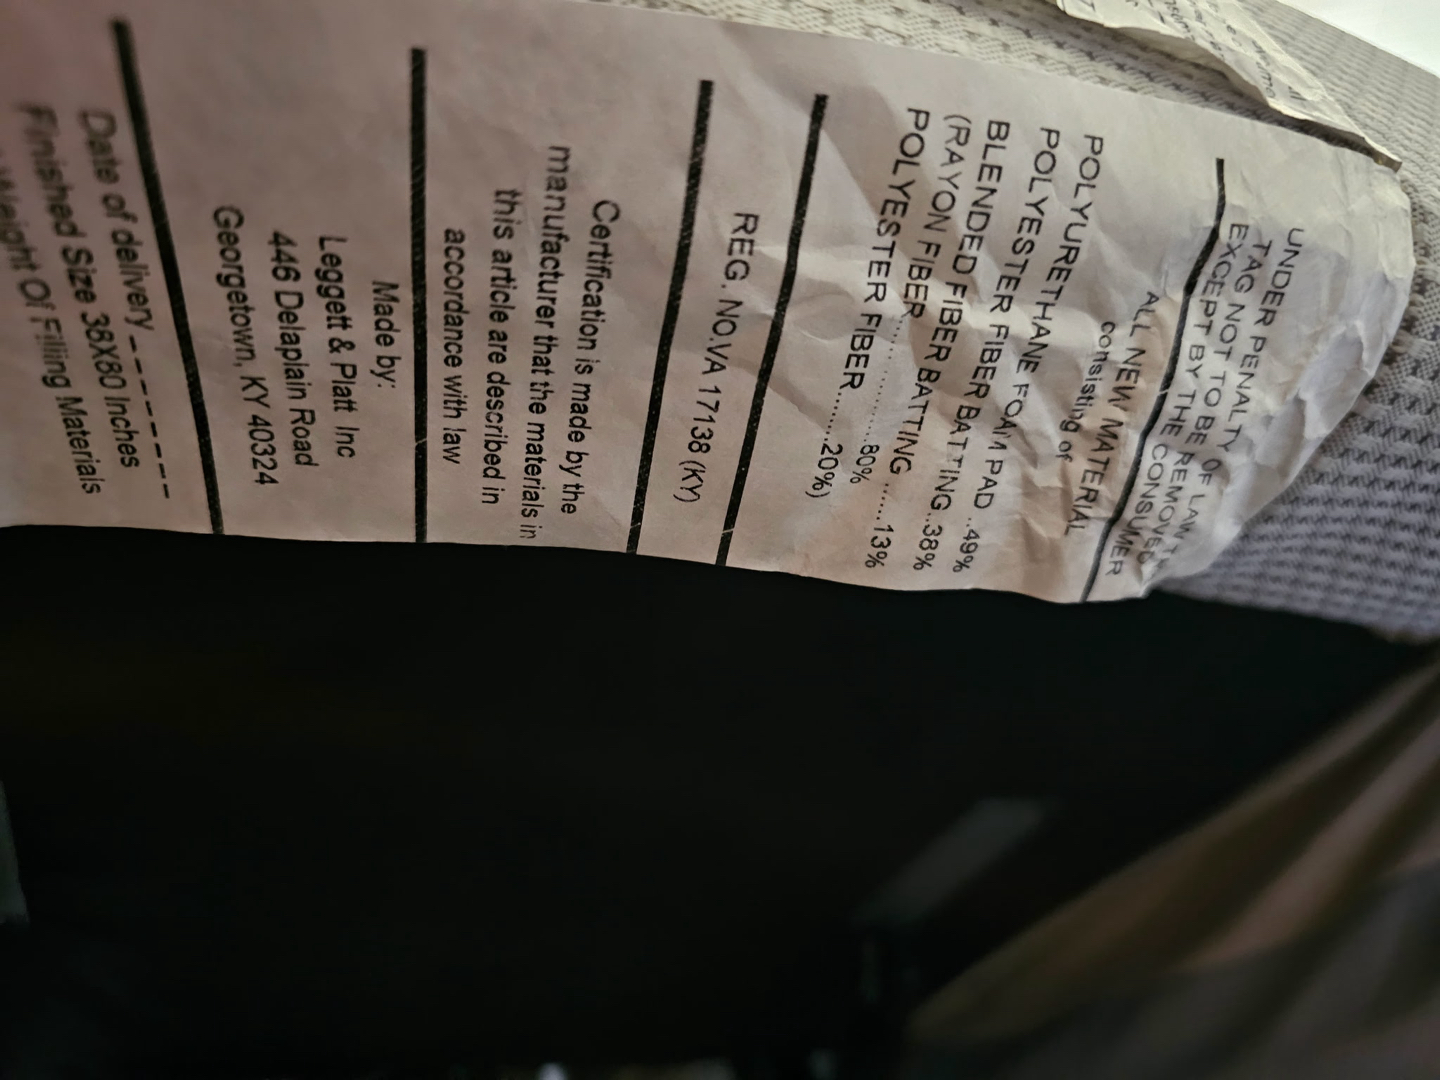 UNDER PENALTY OF LAW THIS
TAG NOT TO BE REMOVED
EXCEPT BY THE CONSUMER
ALL NEW MATERIAL
consisting of
POLYURETHANE FOAM PAD ..49%
POLYESTER FIBER BATTING..38%
BLENDED FIBER BATTING ......13%
(RAYON FIBER..............80%
POLYESTER FIBER........20%)
REG. NO.VA 17138 (KY)
Certification is made by the
manufacturer that the materials in
this article are described in
accordance with law
Made by:
Leggett & Platt Inc
446 Delaplain Road
Georgetown, KY 40324
Date of delivery – – – – – – –
Finished Size 38X80 Inches
Weight Of Filling Materials